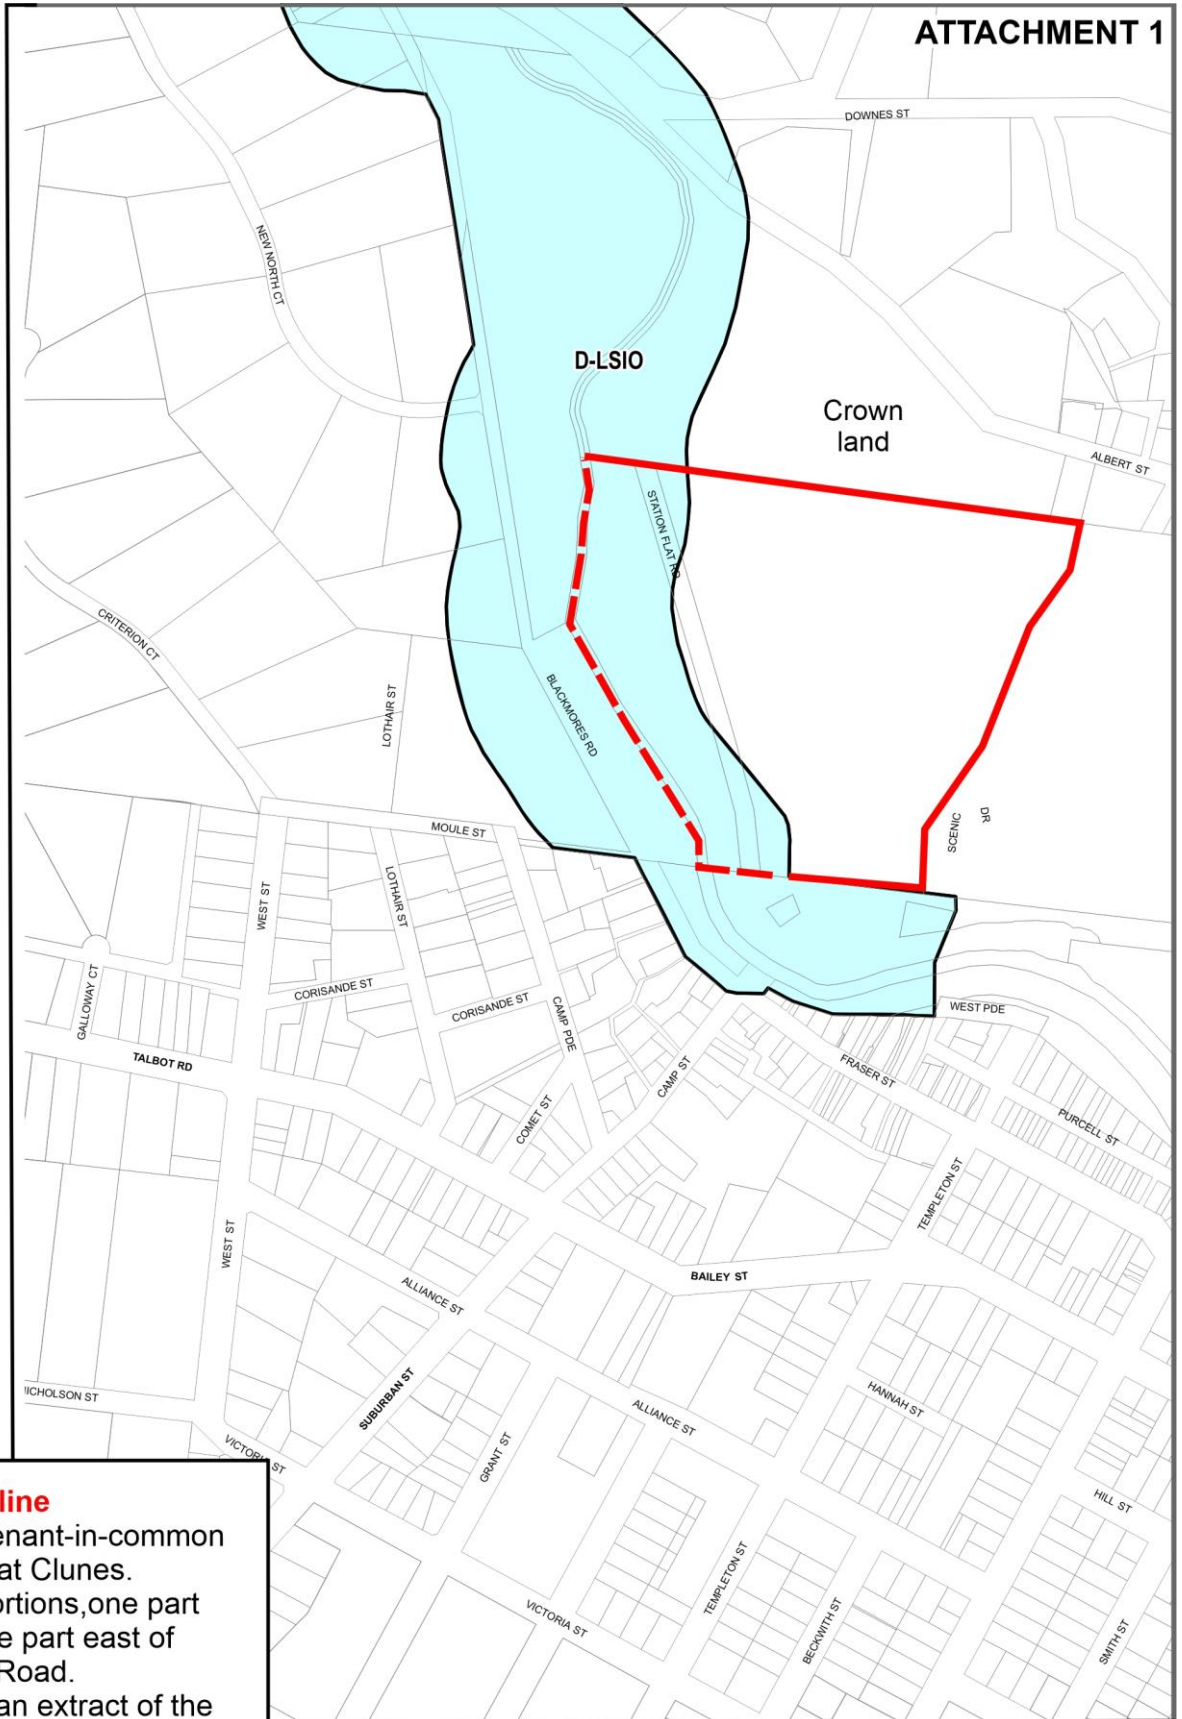 ATTACHMENT 1
DOWNES ST
NEW NORTH CT
D-LSIO
Crown
land
ALBERT ST
STATION FLAT RD
CRITERION CT
LOTHAIR ST
BLACKMORES RD
SCENIC
DR
MOULE ST
LOTHAIR ST
WEST ST
CORISANDE ST
CORISANDE ST
CAMP PDE
GALLOWAY CT
WEST PDE
TALBOT RD
CAMP ST
FRASER ST
COMET ST
PURCELL ST
TEMPLETON ST
WEST ST
BAILEY ST
ALLIANCE ST
SUBURBAN ST
ICHOLSON ST
HANNAH ST
ALLIANCE ST
VICTORIA ST
GRANT ST
HILL ST
TEMPLETON ST
VICTORIA ST
BECKWITH ST
SMITH ST
line
enant-in-common
at Clunes.
ortions,one part
e part east of
Road.
an extract of the